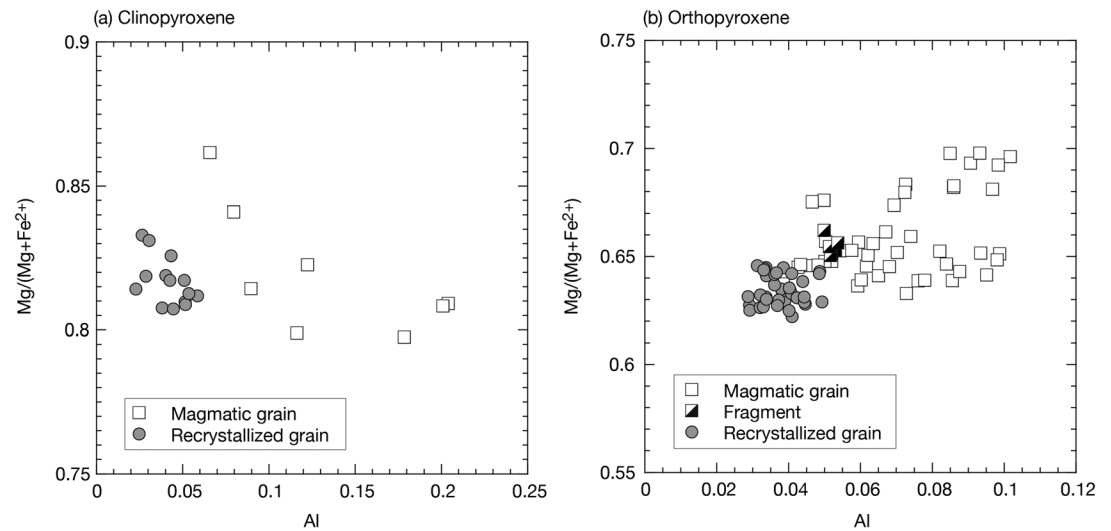 (a) Clinopyroxene
0.9
0.85
0.8
0.75
Mg/(Mg+Fe²⁺)
Magmatic grain
Recrystallized grain
0 0.05 0.1 0.15 0.2 0.25
Al
(b) Orthopyroxene
0.75
0.7
0.65
0.6
0.55
Mg/(Mg+Fe²⁺)
Magmatic grain
Fragment
Recrystallized grain
0 0.02 0.04 0.06 0.08 0.1 0.12
Al